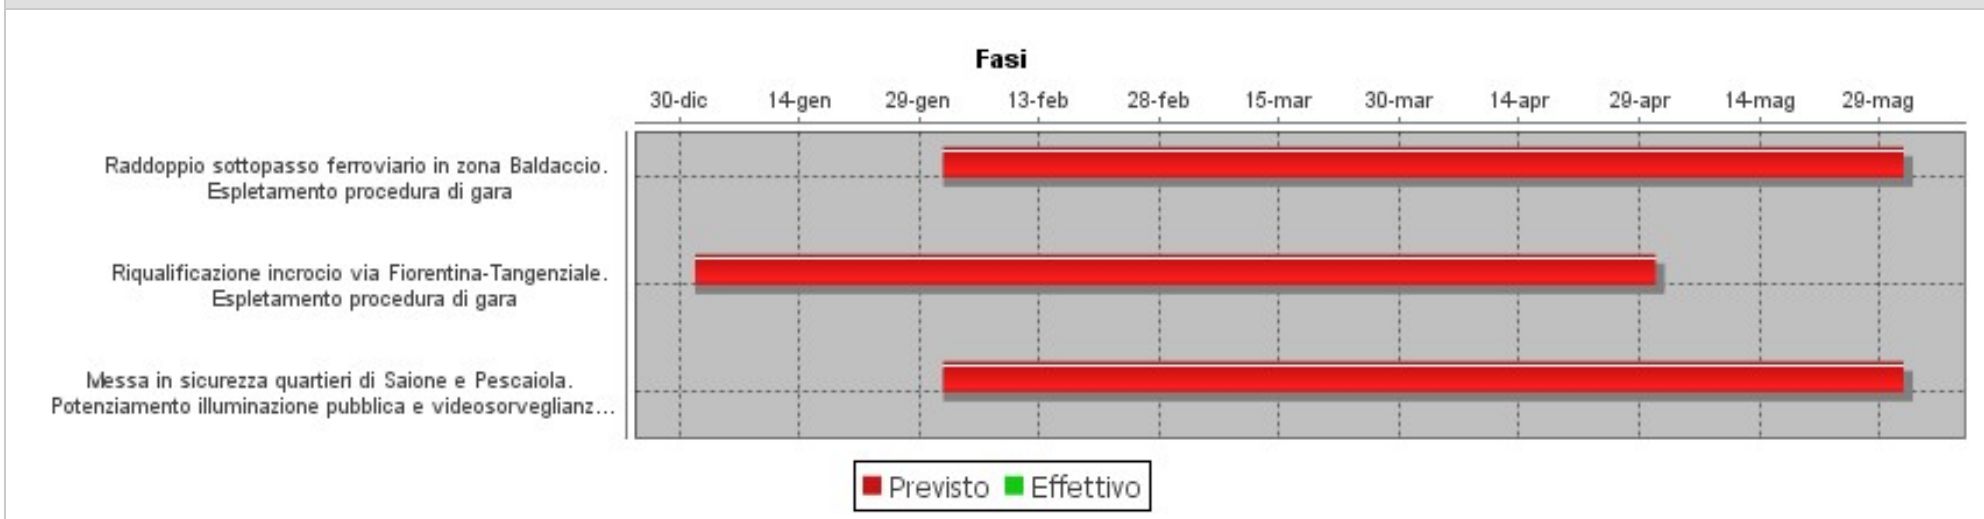 Fasi
30-dic 14-gen 29-gen 13-feb 28-feb 15-mar 30-mar 14-apr 29-apr 14-mag 29-mag
Raddoppio sottopasso ferroviario in zona Baldaccio.
Espletamento procedura di gara
Riqualificazione incrocio via Fiorentina-Tangenziale.
Espletamento procedura di gara
Messa in sicurezza quartieri di Saione e Pescaiola.
Potenziamento illuminazione pubblica e videosorveglianz...
Previsto Effettivo